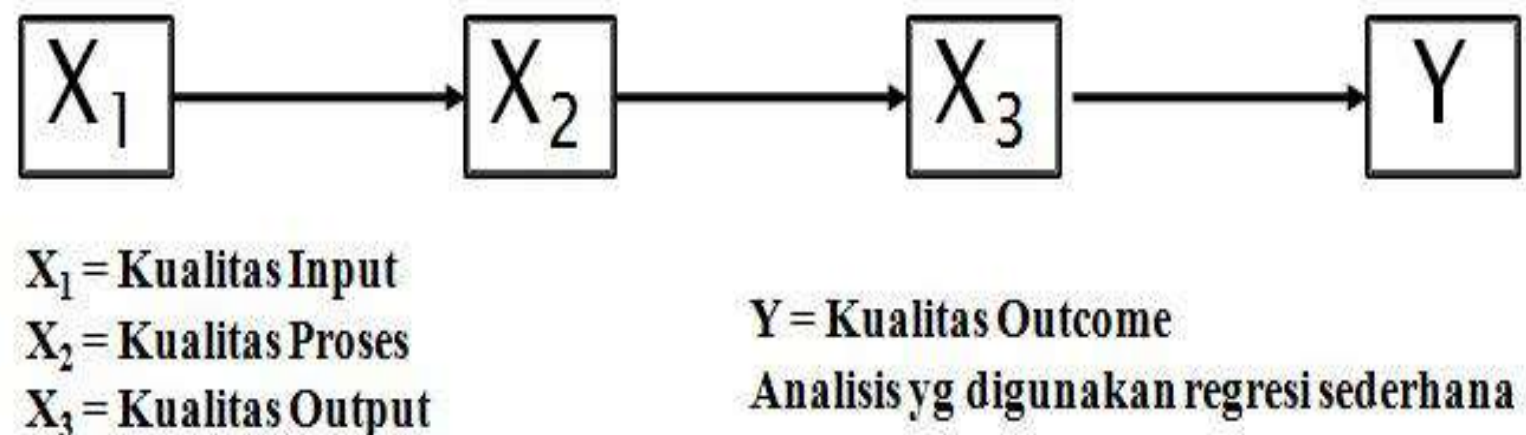 X₁ X₂ X₃ Y
X₁ = Kualitas Input
X₂ = Kualitas Proses
X₃ = Kualitas Output
Y = Kualitas Outcome
Analisis yg digunakan regresi sederhana